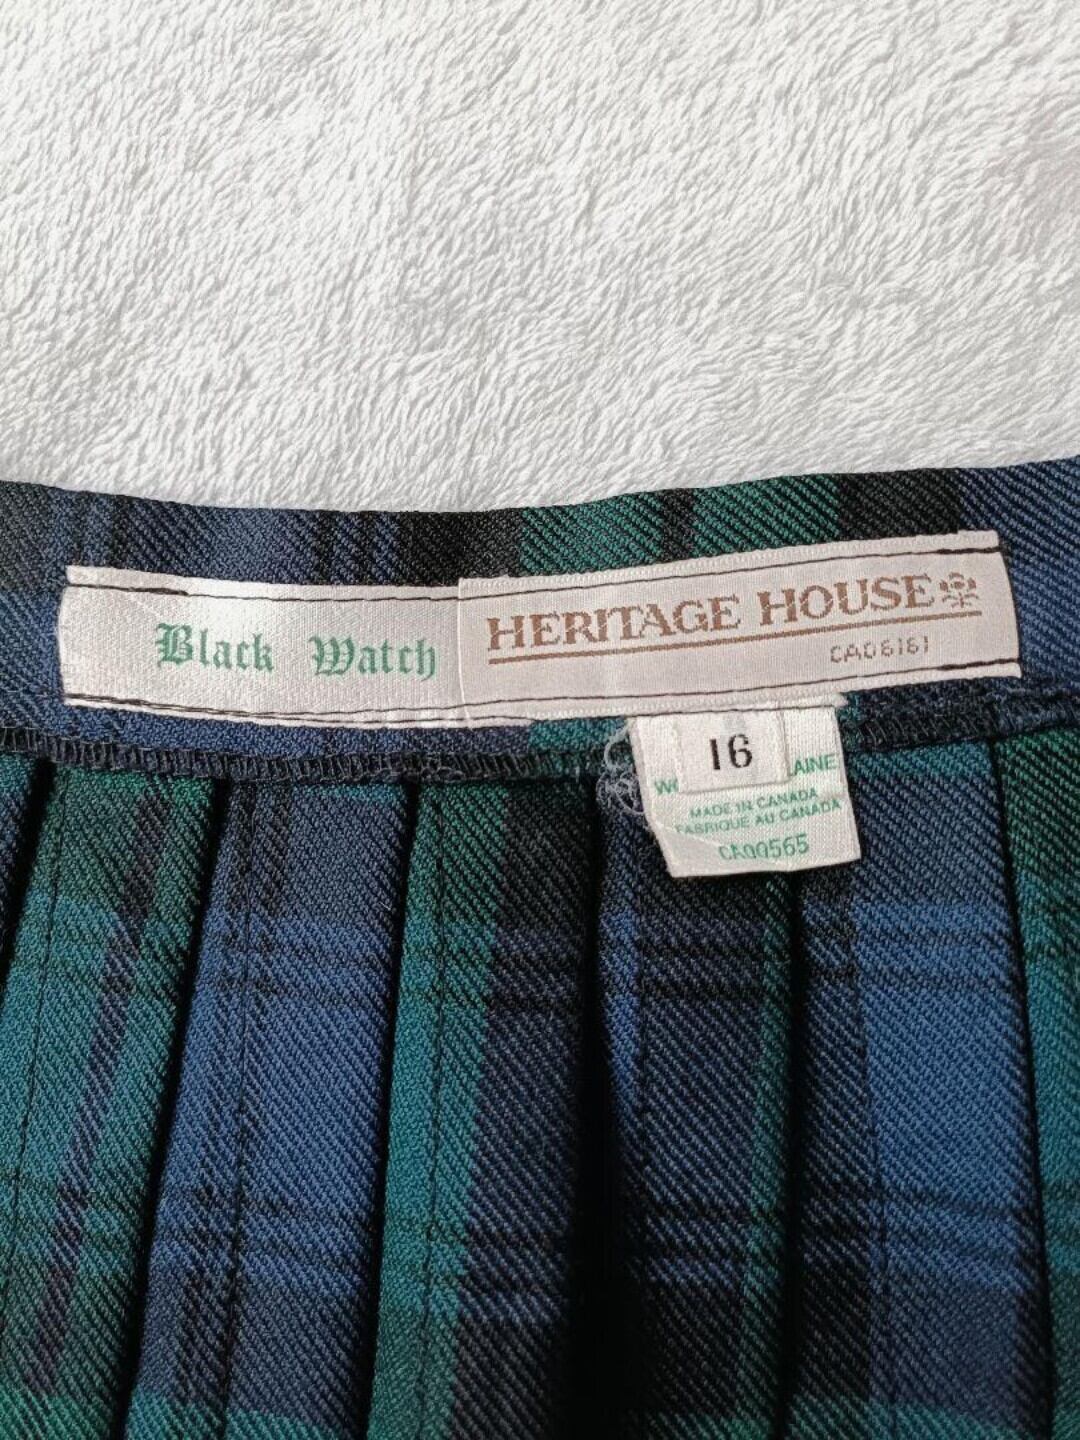 Black Watch
HERITAGE HOUSE
CA06161
16
MADE IN CANADA
FABRIQUE AU CANADA
CA00565